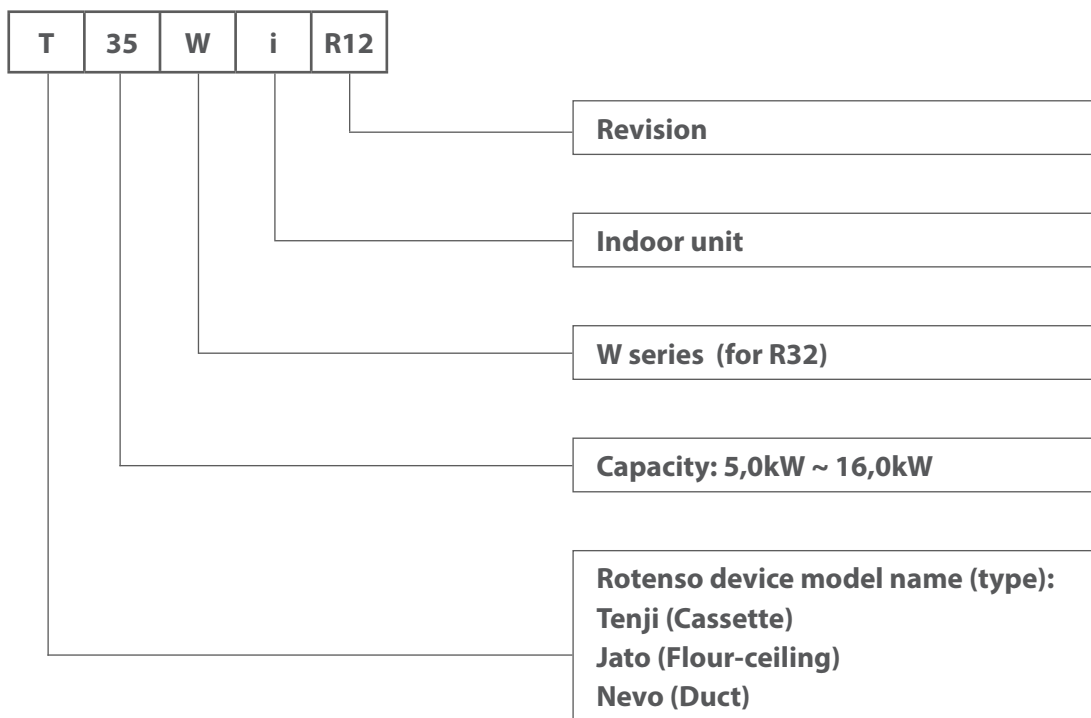 T 35 W i R12
Revision
Indoor unit
W series (for R32)
Capacity: 5,0kW ~ 16,0kW
Rotenso device model name (type):
Tenji (Cassette)
Jato (Flour-ceiling)
Nevo (Duct)